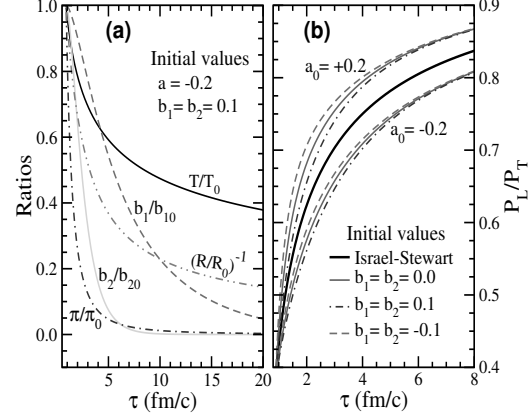 (a)
Initial values
a = -0.2
b₁= b₂= 0.1
T/T₀
b₁/b₁₀
(R/R₀)⁻¹
b₂/b₂₀
π/π₀
Ratios
1.0
0.8
0.6
0.4
0.2
0.0
5 10 15 20
τ (fm/c)
(b)
a₀= +0.2
a₀= -0.2
Initial values
Israel-Stewart
b₁= b₂= 0.0
b₁= b₂= 0.1
b₁= b₂= -0.1
2 4 6 8
τ (fm/c)
0.9
0.8
0.7
0.6
0.5
0.4
P_L/P_T